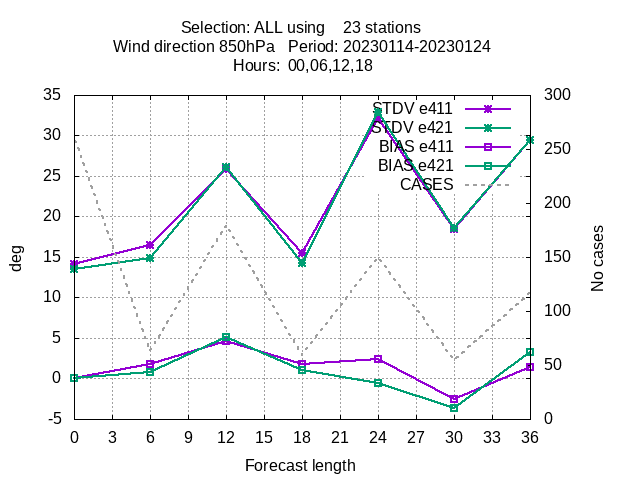 Selection: ALL using 23 stations
Wind direction 850hPa Period: 20230114-20230124
Hours: 00,06,12,18
35
30
25
20
15
10
5
0
-5
deg
300
250
200
150
100
50
0
No cases
STDV e411
STDV e421
BIAS e411
BIAS e421
CASES
0 3 6 9 12 15 18 21 24 27 30 33 36
Forecast length